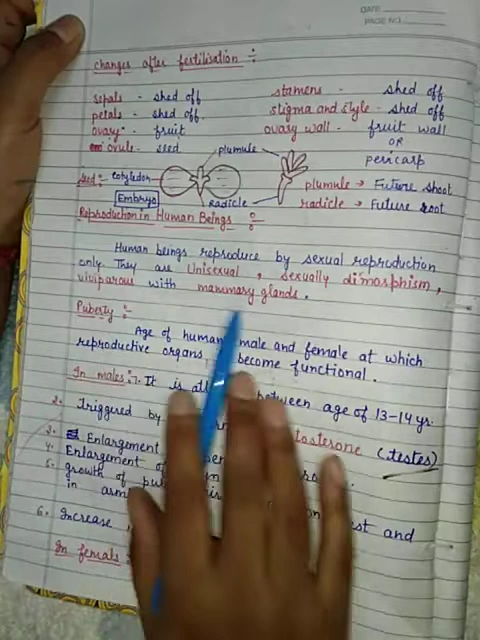 DATE
PAGE NO.
Changes after fertilisation :-
sepals - shed off
stamens - shed off
petals - shed off.
stigma and style - shed off
ovary - fruit
ovary wall - fruit wall
OR
pericarp
ovule - seed
plumule
Seed :- cotyledon
Embryo
Radicle
plumule → Future shoot
radicle → Future root
Reproduction in Human Beings :-
Human beings reproduce by sexual reproduction
only They are Unisexual, sexually dimorphism,
viviparous with mammary glands.
Puberty :-
Age of human male and female at which
reproductive organs become functional.
In males :- It is between age of 13-14 yr.
2. Triggered by tosterone (testes)
3. Enlargement
4. Enlargement of
5. growth of
in
6. Increase and
In females